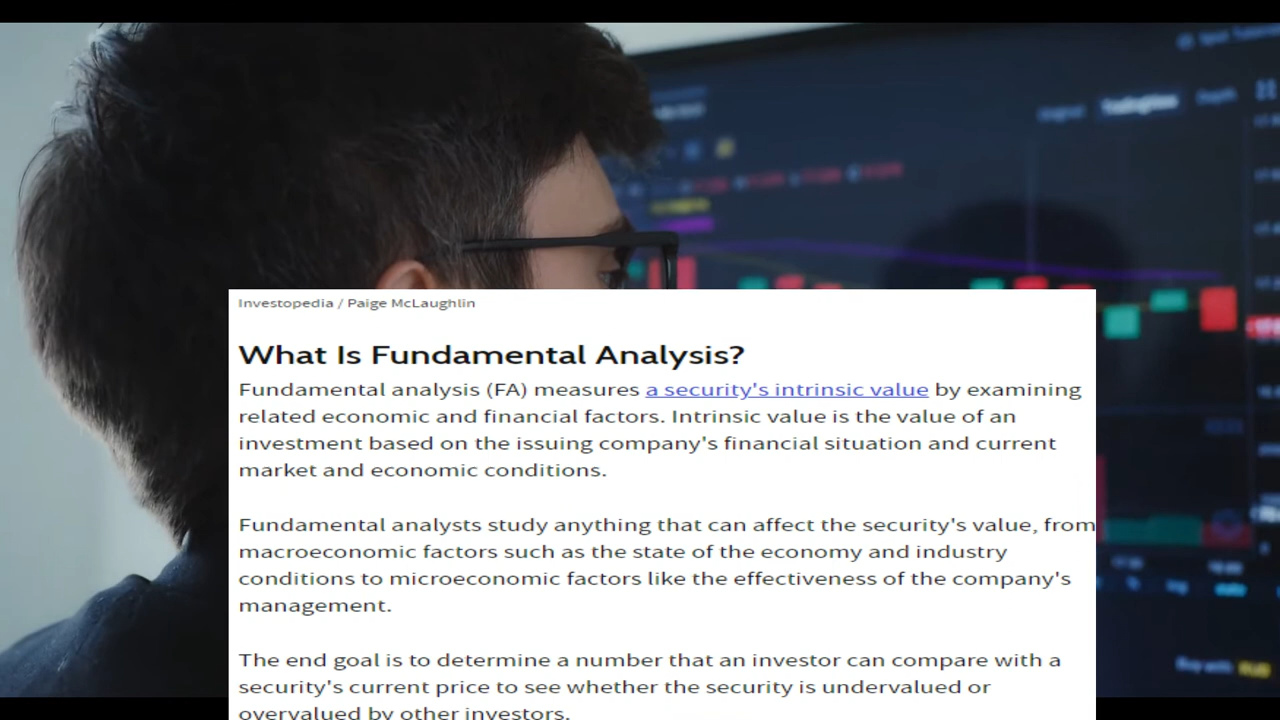 TradingView
Depth
Investopedia / Paige McLaughlin
What Is Fundamental Analysis?
Fundamental analysis (FA) measures a security's intrinsic value by examining
related economic and financial factors. Intrinsic value is the value of an
investment based on the issuing company's financial situation and current
market and economic conditions.
Fundamental analysts study anything that can affect the security's value, from
macroeconomic factors such as the state of the economy and industry
conditions to microeconomic factors like the effectiveness of the company's
management.
The end goal is to determine a number that an investor can compare with a
security's current price to see whether the security is undervalued or
overvalued by other investors.